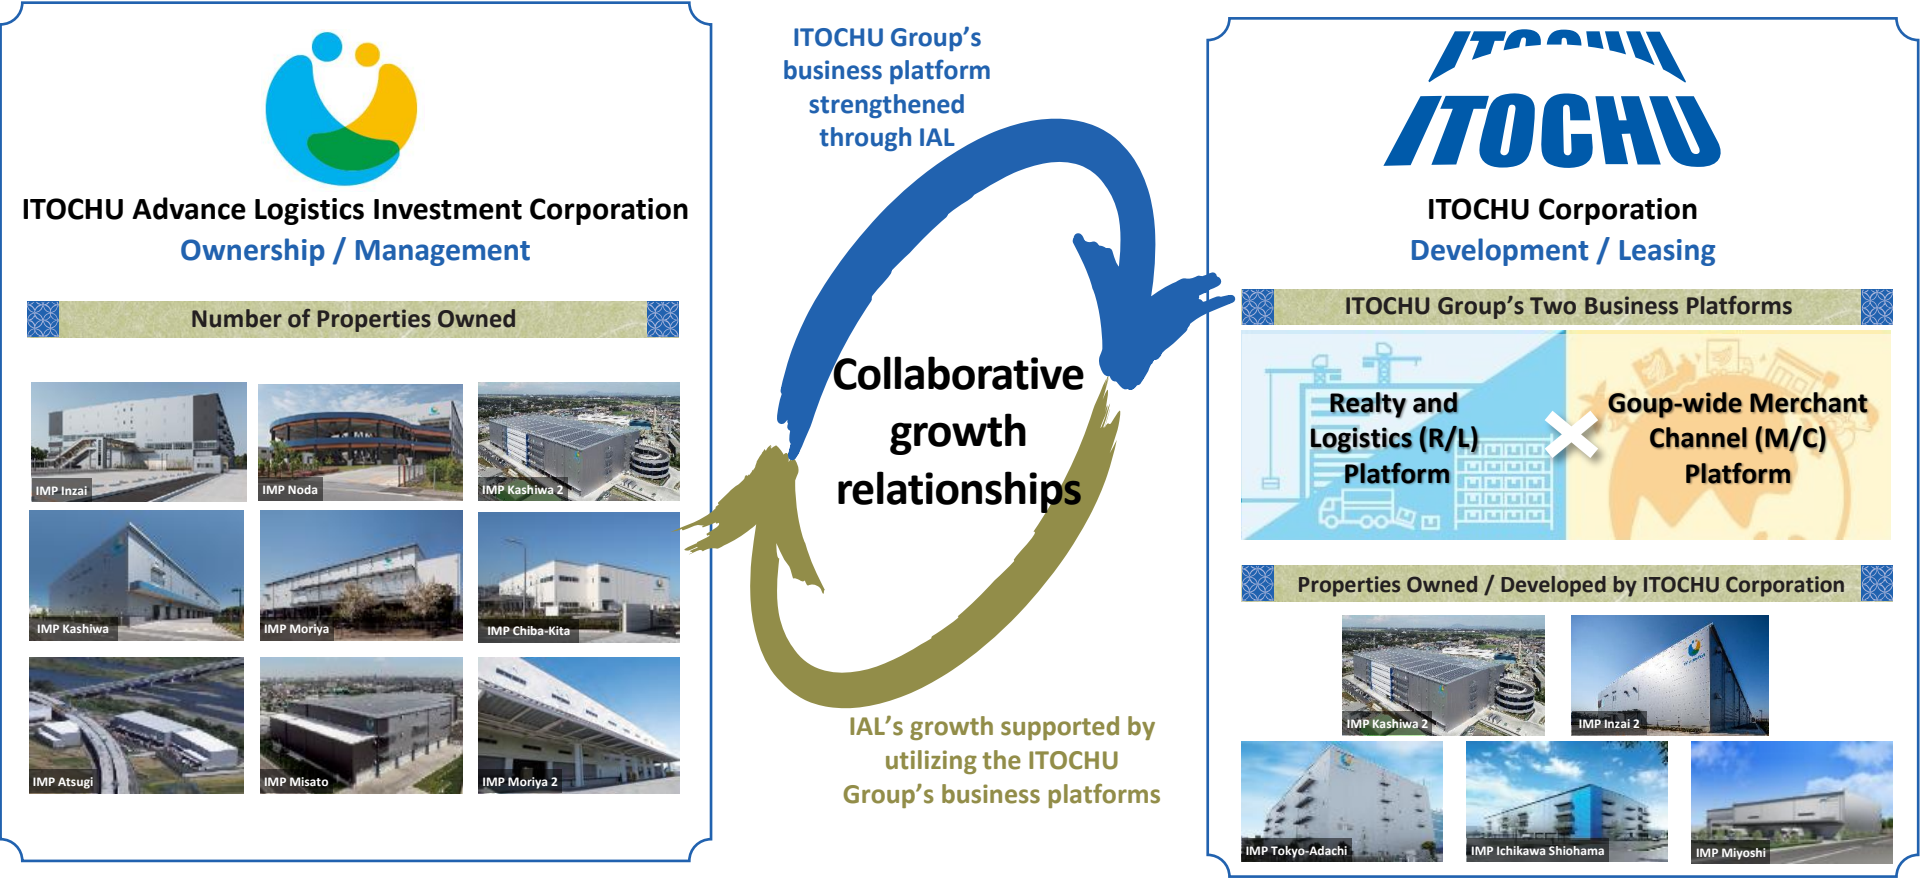 ITOCHU Advance Logistics Investment Corporation
Ownership / Management
Number of Properties Owned
IMP Inzai
IMP Noda
IMP Kashiwa 2
IMP Kashiwa
IMP Moriya
IMP Chiba-Kita
IMP Atsugi
IMP Misato
IMP Moriya 2
ITOCHU Group's
business platform
strengthened
through IAL
Collaborative
growth
relationships
IAL's growth supported by
utilizing the ITOCHU
Group's business platforms
ITOCHU
ITOCHU
ITOCHU Corporation
Development / Leasing
ITOCHU Group's Two Business Platforms
Realty and
Logistics (R/L)
Platform
Goup-wide Merchant
Channel (M/C)
Platform
Properties Owned / Developed by ITOCHU Corporation
IMP Kashiwa 2
IMP Inzai 2
IMP Tokyo-Adachi
IMP Ichikawa Shiohama
IMP Miyoshi